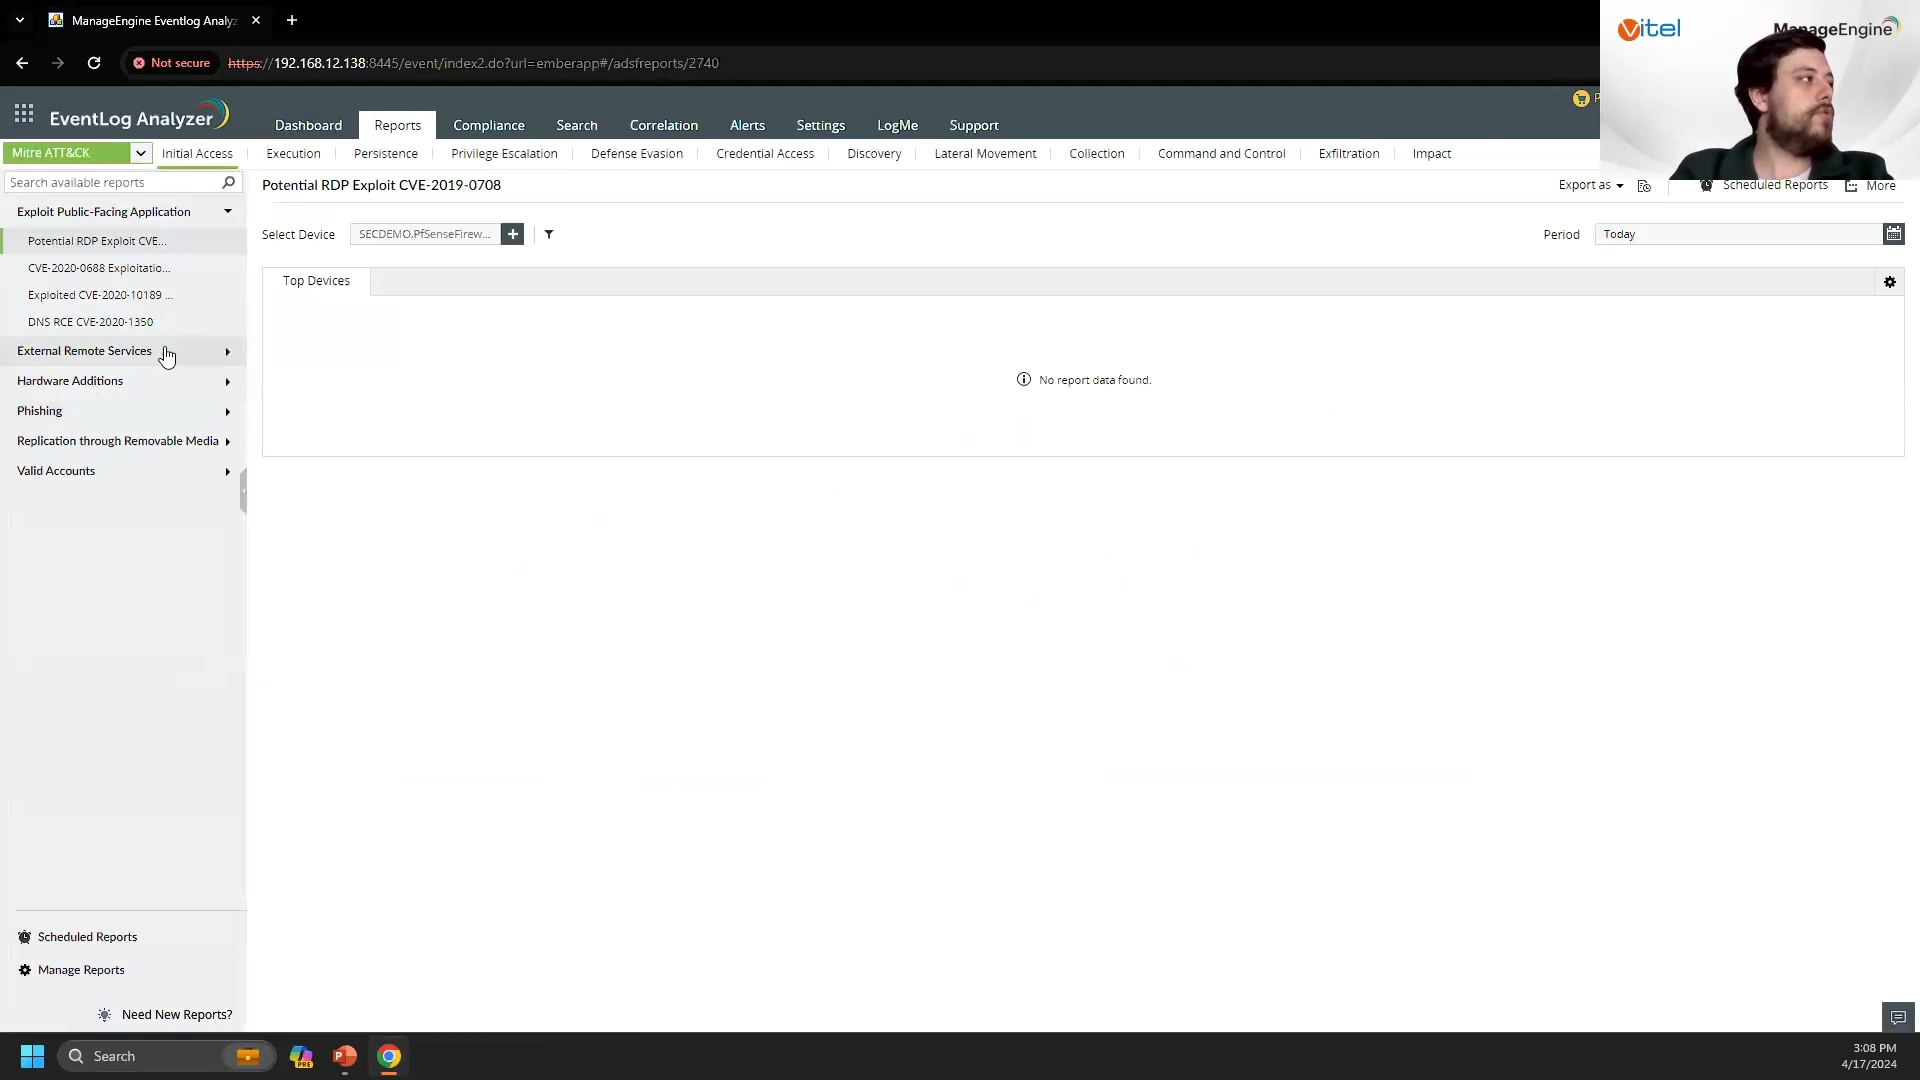 ManageEngine Eventlog Analyz
Not secure
https://192.168.12.138:8445/event/index2.do?url=emberapp#/adsfreports/2740
Vitel
ManageEngine
EventLog Analyzer
Dashboard
Reports
Compliance
Search
Correlation
Alerts
Settings
LogMe
Support
Mitre ATT&CK
Initial Access
Execution
Persistence
Privilege Escalation
Defense Evasion
Credential Access
Discovery
Lateral Movement
Collection
Command and Control
Exfiltration
Impact
Search available reports
Potential RDP Exploit CVE-2019-0708
Export as
Scheduled Reports
More
Exploit Public-Facing Application
Potential RDP Exploit CVE...
CVE-2020-0688 Exploitatio...
Exploited CVE-2020-10189 ...
DNS RCE CVE-2020-1350
External Remote Services
Hardware Additions
Phishing
Replication through Removable Media
Valid Accounts
Select Device
SECDEMO,PfSenseFirew...
Period
Today
Top Devices
No report data found.
Scheduled Reports
Manage Reports
Need New Reports?
Search
PRE
3:08 PM
4/17/2024